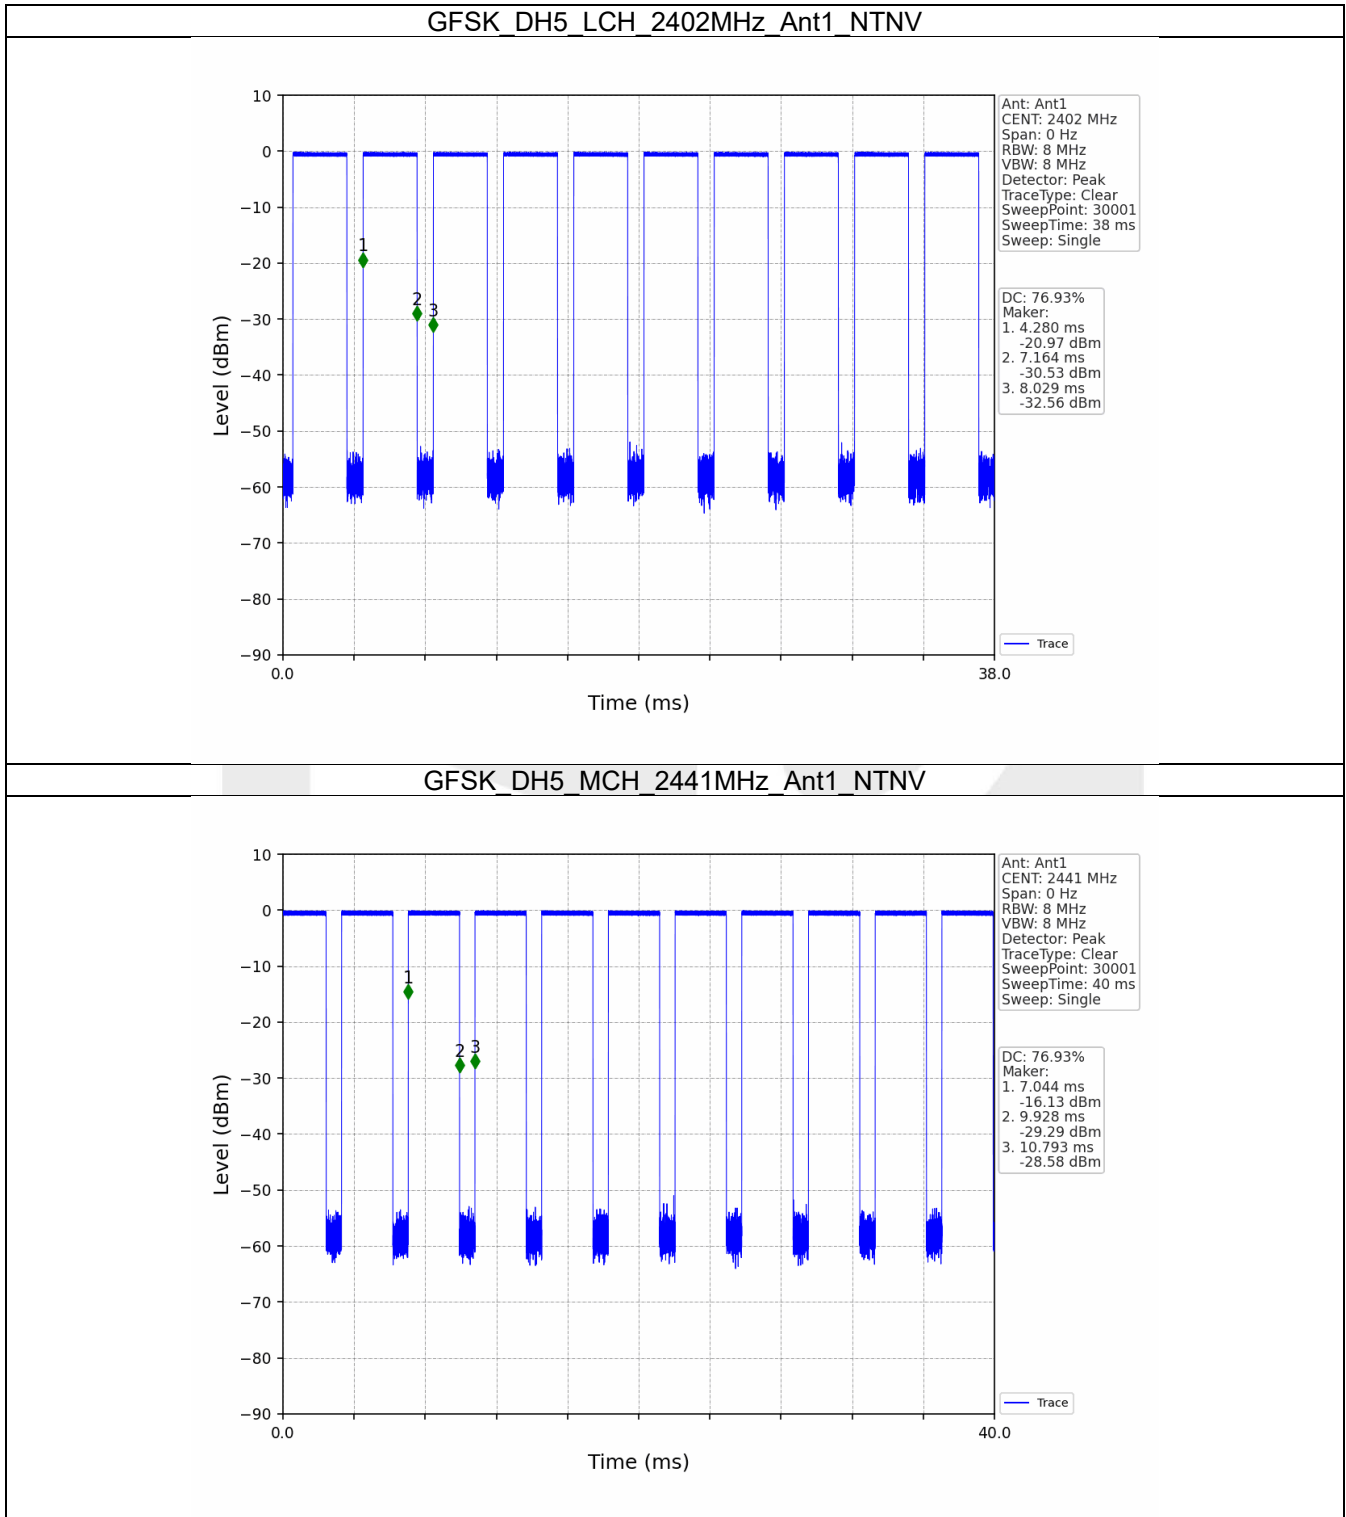 GFSK_DH5_LCH_2402MHz_Ant1_NTNV
10
0
−10
−20
−30
−40
−50
−60
−70
−80
−90
Level (dBm)
1
2
3
0.0
38.0
Time (ms)
Ant: Ant1
CENT: 2402 MHz
Span: 0 Hz
RBW: 8 MHz
VBW: 8 MHz
Detector: Peak
TraceType: Clear
SweepPoint: 30001
SweepTime: 38 ms
Sweep: Single
DC: 76.93%
Maker:
1. 4.280 ms
-20.97 dBm
2. 7.164 ms
-30.53 dBm
3. 8.029 ms
-32.56 dBm
Trace
GFSK_DH5_MCH_2441MHz_Ant1_NTNV
10
0
−10
−20
−30
−40
−50
−60
−70
−80
−90
Level (dBm)
1
2
3
0.0
40.0
Time (ms)
Ant: Ant1
CENT: 2441 MHz
Span: 0 Hz
RBW: 8 MHz
VBW: 8 MHz
Detector: Peak
TraceType: Clear
SweepPoint: 30001
SweepTime: 40 ms
Sweep: Single
DC: 76.93%
Maker:
1. 7.044 ms
-16.13 dBm
2. 9.928 ms
-29.29 dBm
3. 10.793 ms
-28.58 dBm
Trace